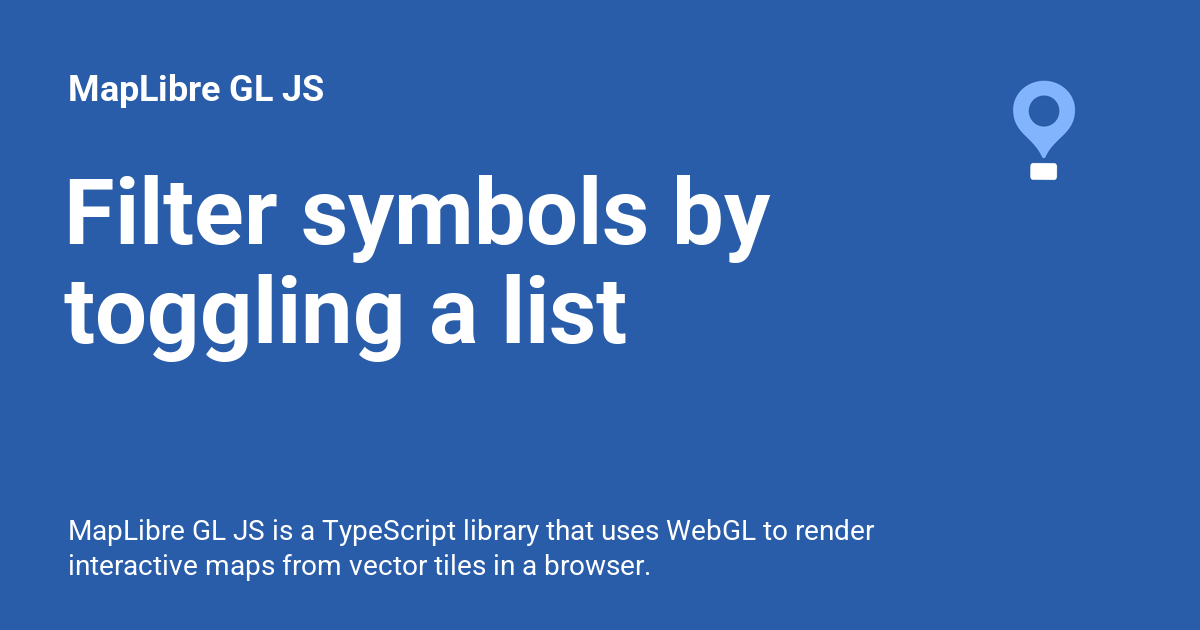 MapLibre GL JS
Filter symbols by
toggling a list
MapLibre GL JS is a TypeScript library that uses WebGL to render
interactive maps from vector tiles in a browser.